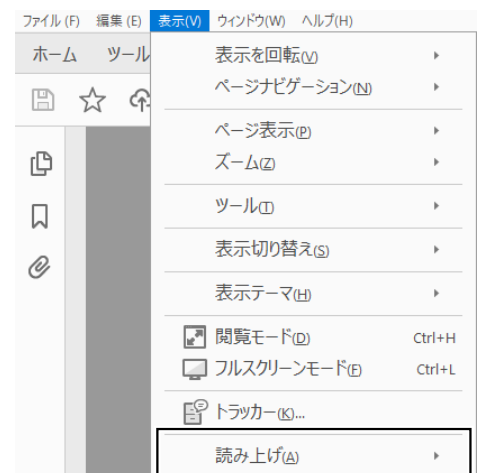 ファイル(F) 編集(E) 表示(V) ウィンドウ(W) ヘルプ(H)
ホーム ツール
表示を回転(V)
ページナビゲーション(N)
ページ表示(P)
ズーム(Z)
ツール(T)
表示切り替え(S)
表示テーマ(H)
閲覧モード(D) Ctrl+H
フルスクリーンモード(F) Ctrl+L
トラッカー(K)...
読み上げ(A)